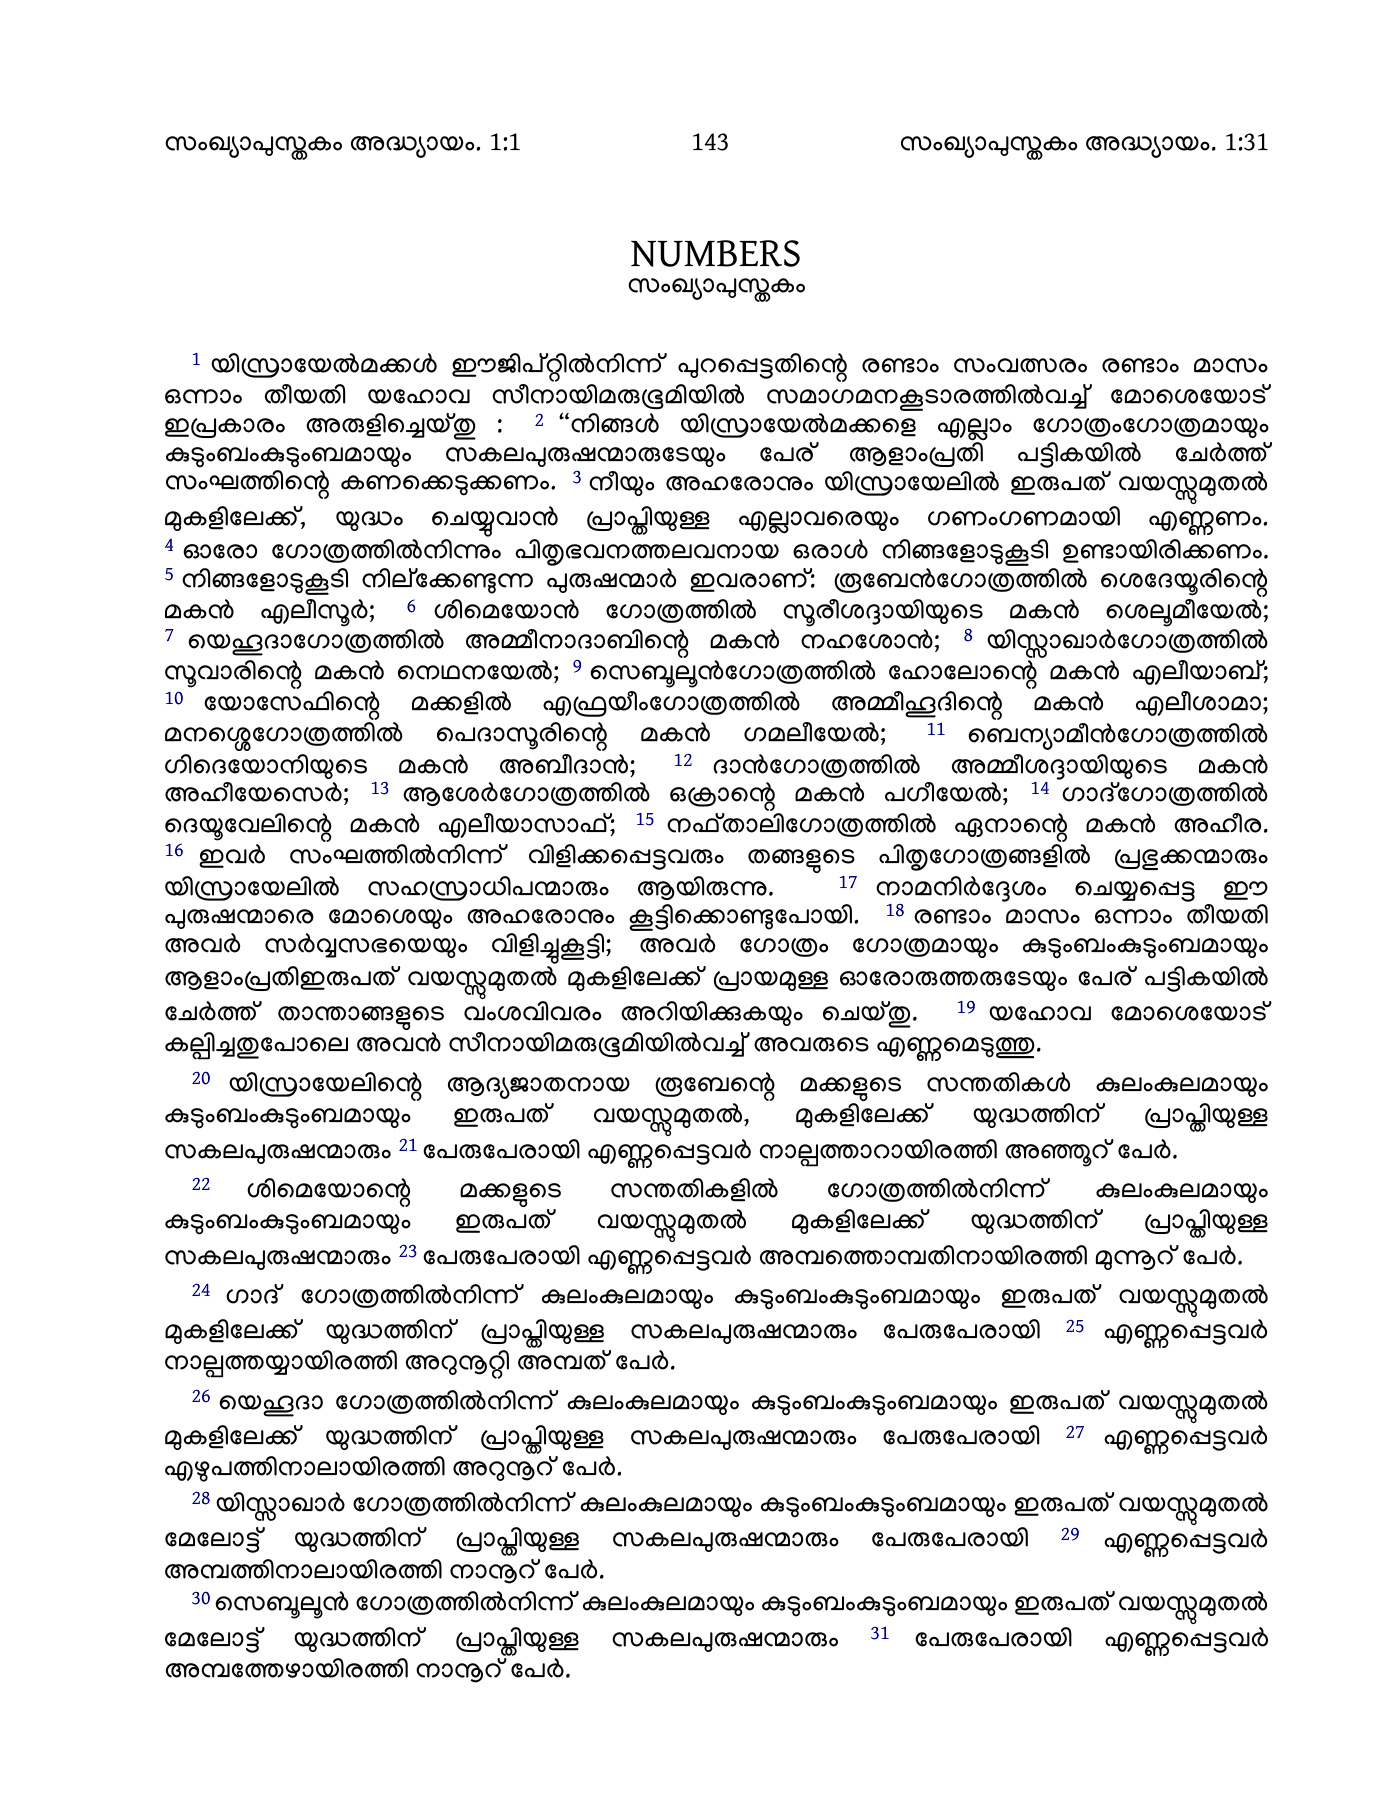 സംഖ്യാപുസ്തകം അദ്ധ്യായം. 1:1 143 സംഖ്യാപുസ്തകം അദ്ധ്യായം. 1:31
NUMBERS
സംഖ്യാപുസ്തകം
1 യിസ്രായേൽമക്കൾ ഈജിപ്റ്റിൽനിന്ന് പുറപ്പെട്ടതിന്റെ രണ്ടാം സംവത്സരം രണ്ടാം മാസം
ഒന്നാം തീയതി യഹോവ സീനായിമരുഭൂമിയിൽ സമാഗമനകൂടാരത്തിൽവച്ച് മോശെയോട്
ഇപ്രകാരം അരുളിച്ചെയ്തു : 2 “നിങ്ങൾ യിസ്രായേൽമക്കളെ എല്ലാം ഗോത്രംഗോത്രമായും
കുടുംബംകുടുംബമായും സകലപുരുഷന്മാരുടേയും പേര് ആളാംപ്രതി പട്ടികയിൽ ചേർത്ത്
സംഘത്തിന്റെ കണക്കെടുക്കണം. 3 നീയും അഹരോനും യിസ്രായേലിൽ ഇരുപത് വയസ്സുമുതൽ
മുകളിലേക്ക്, യുദ്ധം ചെയ്യുവാൻ പ്രാപ്തിയുള്ള എല്ലാവരെയും ഗണംഗണമായി എണ്ണണം.
4 ഓരോ ഗോത്രത്തിൽനിന്നും പിതൃഭവനത്തലവനായ ഒരാൾ നിങ്ങളോടുകൂടി ഉണ്ടായിരിക്കണം.
5 നിങ്ങളോടുകൂടി നില്ക്കേണ്ടുന്ന പുരുഷന്മാർ ഇവരാണ്: രൂബേൻഗോത്രത്തിൽ ശെദേയൂരിന്റെ
മകൻ എലീസൂർ; 6 ശിമെയോൻ ഗോത്രത്തിൽ സൂരീശദ്ദായിയുടെ മകൻ ശെലൂമീയേൽ;
7 യെഹൂദാഗോത്രത്തിൽ അമ്മീനാദാബിന്റെ മകൻ നഹശോൻ; 8 യിസ്സാഖാർഗോത്രത്തിൽ
സൂവാരിന്റെ മകൻ നെഥനയേൽ; 9 സെബൂലൂൻഗോത്രത്തിൽ ഹോലോന്റെ മകൻ എലീയാബ്;
10 യോസേഫിന്റെ മക്കളിൽ എഫ്രയീംഗോത്രത്തിൽ അമ്മീഹൂദിന്റെ മകൻ എലീശാമാ;
മനശ്ശെഗോത്രത്തിൽ പെദാസൂരിന്റെ മകൻ ഗമലീയേൽ; 11 ബെന്യാമീൻഗോത്രത്തിൽ
ഗിദെയോനിയുടെ മകൻ അബീദാൻ; 12 ദാൻഗോത്രത്തിൽ അമ്മീശദ്ദായിയുടെ മകൻ
അഹീയേസെർ; 13 ആശേർഗോത്രത്തിൽ ഒക്രാന്റെ മകൻ പഗീയേൽ; 14 ഗാദ്ഗോത്രത്തിൽ
ദെയൂവേലിന്റെ മകൻ എലീയാസാഫ്; 15 നഫ്താലിഗോത്രത്തിൽ ഏനാന്റെ മകൻ അഹീര.
16 ഇവർ സംഘത്തിൽനിന്ന് വിളിക്കപ്പെട്ടവരും തങ്ങളുടെ പിതൃഗോത്രങ്ങളിൽ പ്രഭുക്കന്മാരും
യിസ്രായേലിൽ സഹസ്രാധിപന്മാരും ആയിരുന്നു. 17 നാമനിർദ്ദേശം ചെയ്യപ്പെട്ട ഈ
പുരുഷന്മാരെ മോശെയും അഹരോനും കൂട്ടിക്കൊണ്ടുപോയി. 18 രണ്ടാം മാസം ഒന്നാം തീയതി
അവർ സർവ്വസഭയെയും വിളിച്ചുകൂട്ടി; അവർ ഗോത്രം ഗോത്രമായും കുടുംബംകുടുംബമായും
ആളാംപ്രതിഇരുപത് വയസ്സുമുതൽ മുകളിലേക്ക് പ്രായമുള്ള ഓരോരുത്തരുടേയും പേര് പട്ടികയിൽ
ചേർത്ത് താന്താങ്ങളുടെ വംശവിവരം അറിയിക്കുകയും ചെയ്തു. 19 യഹോവ മോശെയോട്
കല്പിച്ചതുപോലെ അവൻ സീനായിമരുഭൂമിയിൽവച്ച് അവരുടെ എണ്ണമെടുത്തു.
20 യിസ്രായേലിന്റെ ആദ്യജാതനായ രൂബേന്റെ മക്കളുടെ സന്തതികൾ കുലംകുലമായും
കുടുംബംകുടുംബമായും ഇരുപത് വയസ്സുമുതൽ, മുകളിലേക്ക് യുദ്ധത്തിന് പ്രാപ്തിയുള്ള
സകലപുരുഷന്മാരും 21 പേരുപേരായി എണ്ണപ്പെട്ടവർ നാല്പത്താറായിരത്തി അഞ്ഞൂറ് പേർ.
22 ശിമെയോന്റെ മക്കളുടെ സന്തതികളിൽ ഗോത്രത്തിൽനിന്ന് കുലംകുലമായും
കുടുംബംകുടുംബമായും ഇരുപത് വയസ്സുമുതൽ മുകളിലേക്ക് യുദ്ധത്തിന് പ്രാപ്തിയുള്ള
സകലപുരുഷന്മാരും 23 പേരുപേരായി എണ്ണപ്പെട്ടവർ അമ്പത്തൊമ്പതിനായിരത്തി മുന്നൂറ് പേർ.
24 ഗാദ് ഗോത്രത്തിൽനിന്ന് കുലംകുലമായും കുടുംബംകുടുംബമായും ഇരുപത് വയസ്സുമുതൽ
മുകളിലേക്ക് യുദ്ധത്തിന് പ്രാപ്തിയുള്ള സകലപുരുഷന്മാരും പേരുപേരായി 25 എണ്ണപ്പെട്ടവർ
നാല്പത്തയ്യായിരത്തി അറുനൂറ്റി അമ്പത് പേർ.
26 യെഹൂദാ ഗോത്രത്തിൽനിന്ന് കുലംകുലമായും കുടുംബംകുടുംബമായും ഇരുപത് വയസ്സുമുതൽ
മുകളിലേക്ക് യുദ്ധത്തിന് പ്രാപ്തിയുള്ള സകലപുരുഷന്മാരും പേരുപേരായി 27 എണ്ണപ്പെട്ടവർ
എഴുപത്തിനാലായിരത്തി അറുനൂറ് പേർ.
28 യിസ്സാഖാർ ഗോത്രത്തിൽനിന്ന് കുലംകുലമായും കുടുംബംകുടുംബമായും ഇരുപത് വയസ്സുമുതൽ
മേലോട്ട് യുദ്ധത്തിന് പ്രാപ്തിയുള്ള സകലപുരുഷന്മാരും പേരുപേരായി 29 എണ്ണപ്പെട്ടവർ
അമ്പത്തിനാലായിരത്തി നാനൂറ് പേർ.
30 സെബൂലൂൻ ഗോത്രത്തിൽനിന്ന് കുലംകുലമായും കുടുംബംകുടുംബമായും ഇരുപത് വയസ്സുമുതൽ
മേലോട്ട് യുദ്ധത്തിന് പ്രാപ്തിയുള്ള സകലപുരുഷന്മാരും 31 പേരുപേരായി എണ്ണപ്പെട്ടവർ
അമ്പത്തേഴായിരത്തി നാനൂറ് പേർ.